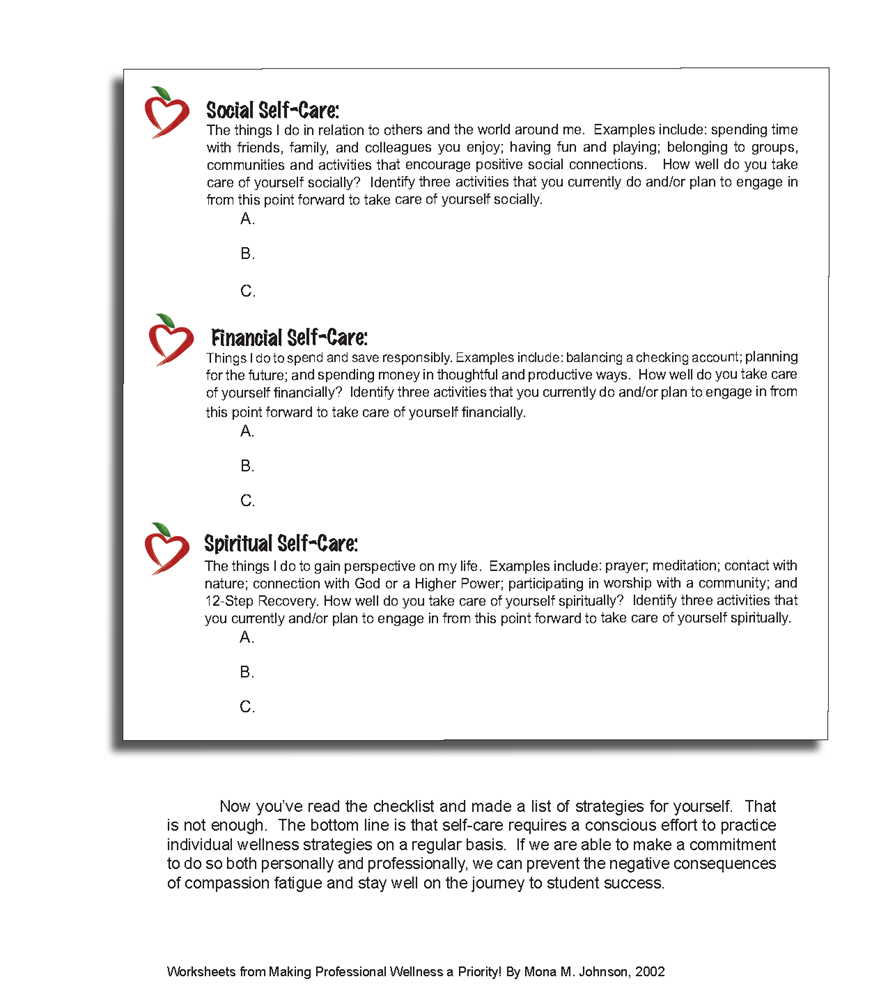 Social Self-Care:
The things I do in relation to others and the world around me. Examples include: spending time
with friends, family, and colleagues you enjoy; having fun and playing; belonging to groups,
communities and activities that encourage positive social connections. How well do you take
care of yourself socially? Identify three activities that you currently do and/or plan to engage in
from this point forward to take care of yourself socially.
A.
B.
C.
Financial Self-Care:
Things I do to spend and save responsibly. Examples include: balancing a checking account; planning
for the future; and spending money in thoughtful and productive ways. How well do you take care
of yourself financially? Identify three activities that you currently do and/or plan to engage in from
this point forward to take care of yourself financially.
A.
B.
C.
Spiritual Self-Care:
The things I do to gain perspective on my life. Examples include: prayer; meditation; contact with
nature; connection with God or a Higher Power; participating in worship with a community; and
12-Step Recovery. How well do you take care of yourself spiritually? Identify three activities that
you currently and/or plan to engage in from this point forward to take care of yourself spiritually.
A.
B.
C.
Now you've read the checklist and made a list of strategies for yourself. That
is not enough. The bottom line is that self-care requires a conscious effort to practice
individual wellness strategies on a regular basis. If we are able to make a commitment
to do so both personally and professionally, we can prevent the negative consequences
of compassion fatigue and stay well on the journey to student success.
Worksheets from Making Professional Wellness a Priority! By Mona M. Johnson, 2002